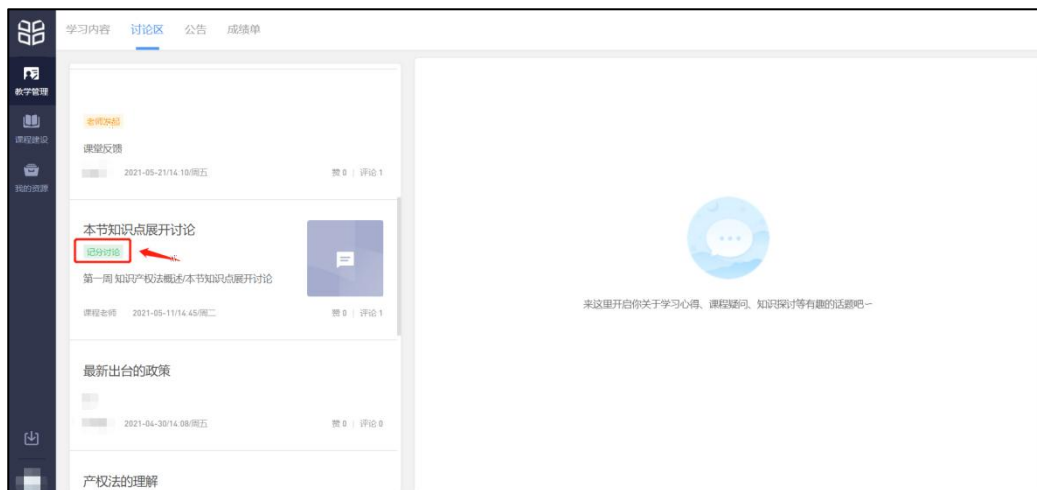 学习内容 讨论区 公告 成绩单
教学管理
课程建设
我的资源
老师发起
课堂反馈
2021-05-21/14:10/周五 赞 0 | 评论 1
本节知识点展开讨论
记分讨论
第一周 知识产权法概述/本节知识点展开讨论
课程老师 2021-05-11/14:45/周二 赞 0 | 评论 1
最新出台的政策
2021-04-30/14:08/周五 赞 0 | 评论 0
产权法的理解
来这里开启你关于学习心得、课程疑问、知识探讨等有趣的话题吧~